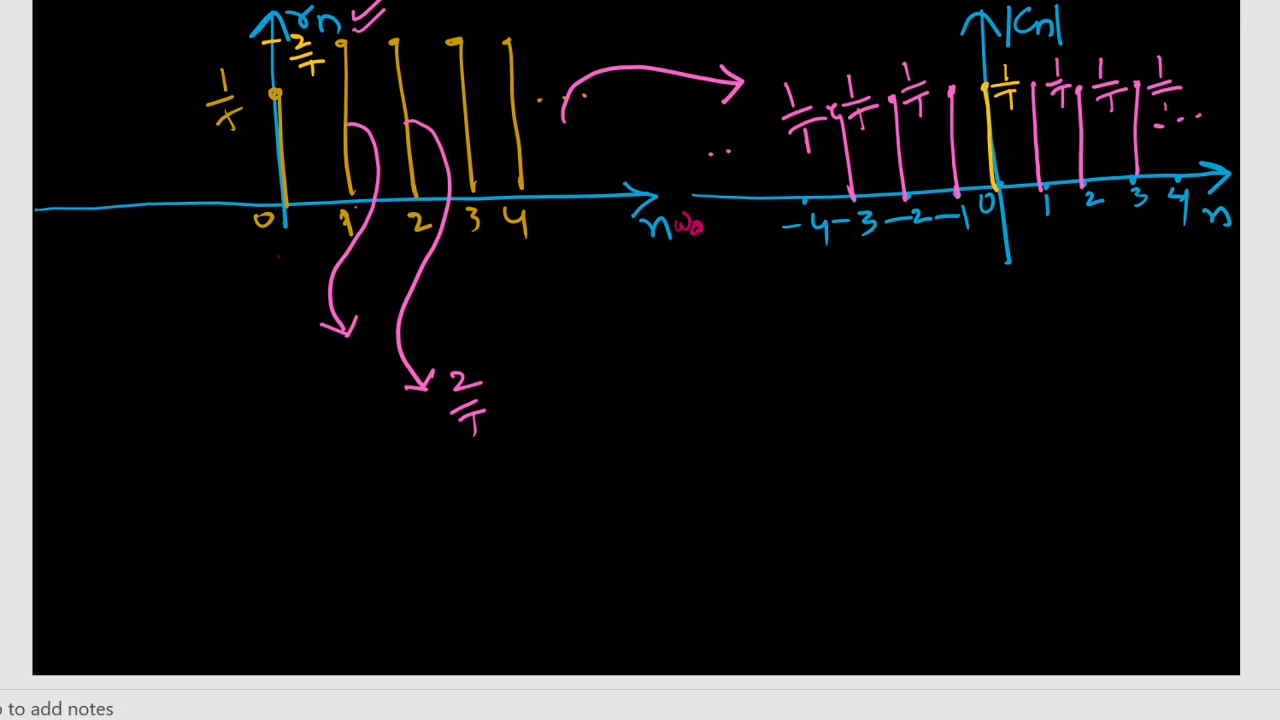 rn ✓
2/T
1/T
0 1 2 3 4 ...
nω0
2/T
|Cn|
1/T 1/T 1/T 1/T 1/T 1/T 1/T
... ...
-4 -3 -2 -1 0 1 2 3 4 n
to add notes